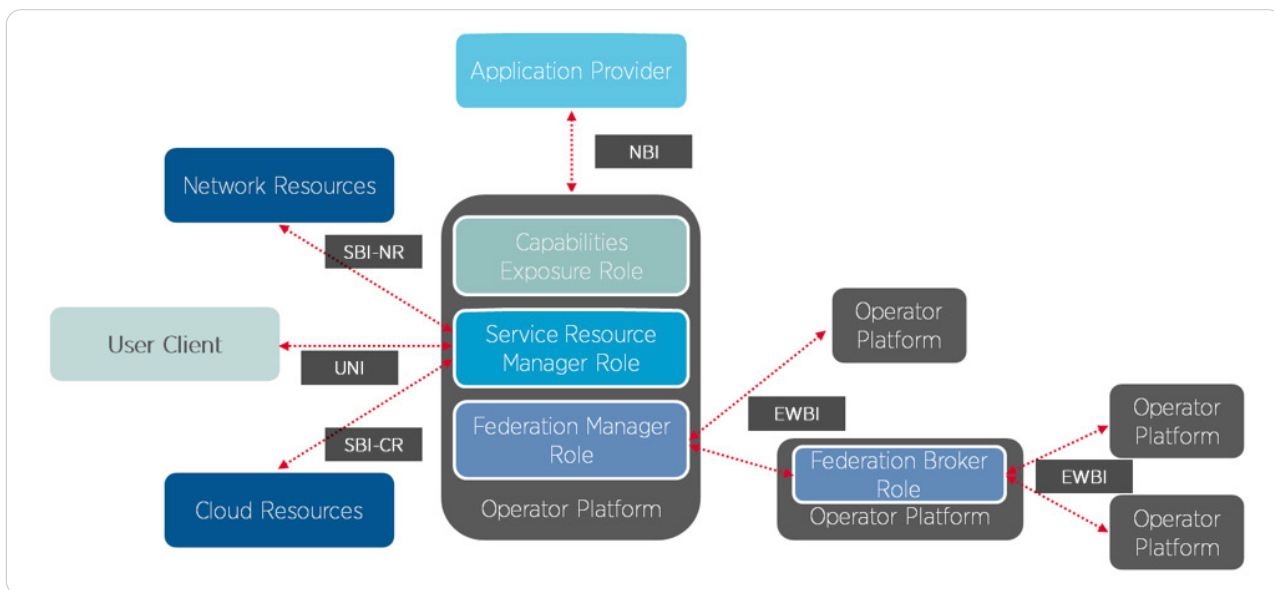 Application Provider
NBI
Network Resources
SBI-NR
Capabilities
Exposure Role
User Client
UNI
Service Resource
Manager Role
Operator
Platform
SBI-CR
Federation Manager
Role
EWBI
Cloud Resources
Operator Platform
Federation Broker
Role
Operator Platform
EWBI
Operator
Platform
Operator
Platform